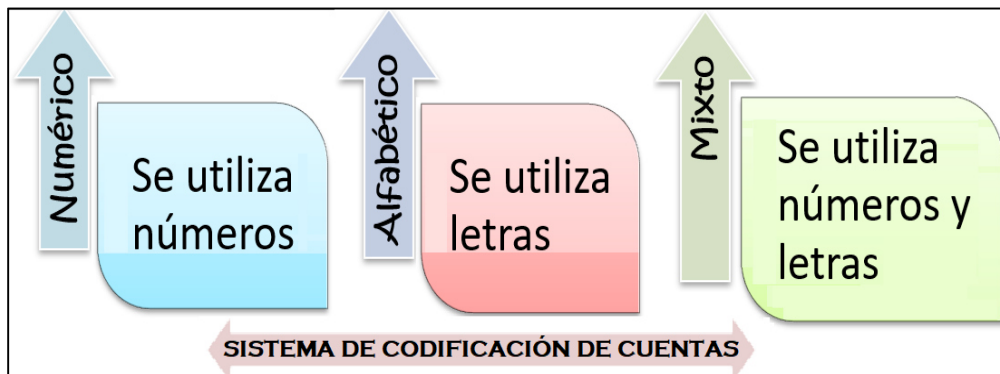 Numérico
Se utiliza
números
Alfabético
Se utiliza
letras
Mixto
Se utiliza
números y
letras
SISTEMA DE CODIFICACIÓN DE CUENTAS